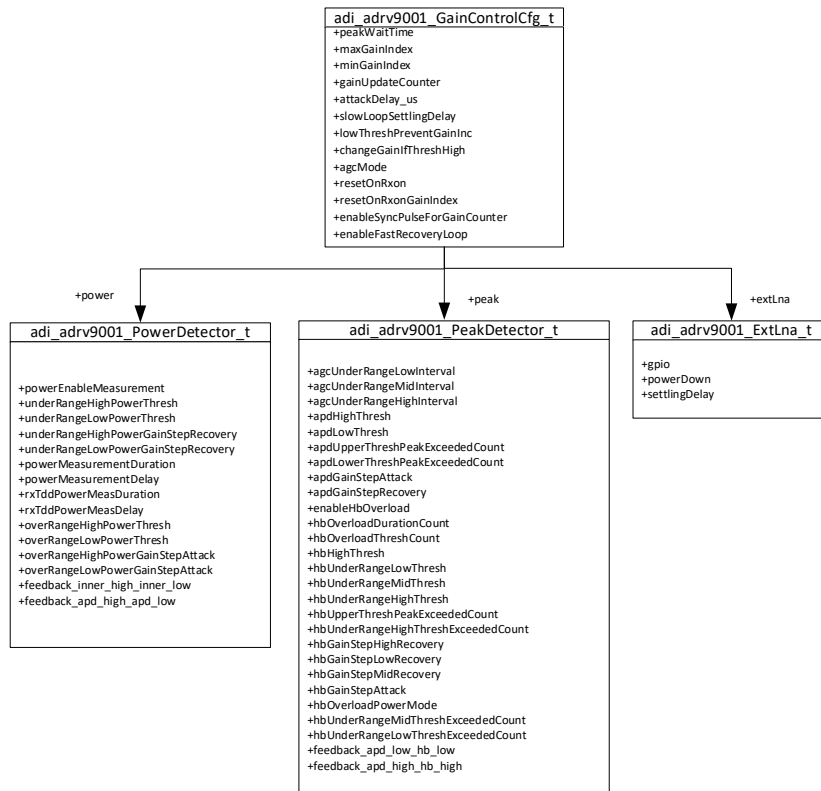 adi_adrv9001_GainControlCfg_t
+peakWaitTime
+maxGainIndex
+minGainIndex
+gainUpdateCounter
+attackDelay_us
+slowLoopSettlingDelay
+lowThreshPreventGainInc
+changeGainIfThreshHigh
+agcMode
+resetOnRxon
+resetOnRxonGainIndex
+enableSyncPulseForGainCounter
+enableFastRecoveryLoop
+power
+peak
+extLna
adi_adrv9001_PowerDetector_t
+powerEnableMeasurement
+underRangeHighPowerThresh
+underRangeLowPowerThresh
+underRangeHighPowerGainStepRecovery
+underRangeLowPowerGainStepRecovery
+powerMeasurementDuration
+powerMeasurementDelay
+rxTddPowerMeasDuration
+rxTddPowerMeasDelay
+overRangeHighPowerThresh
+overRangeLowPowerThresh
+overRangeHighPowerGainStepAttack
+overRangeLowPowerGainStepAttack
+feedback_inner_high_inner_low
+feedback_apd_high_apd_low
adi_adrv9001_PeakDetector_t
+agcUnderRangeLowInterval
+agcUnderRangeMidInterval
+agcUnderRangeHighInterval
+apdHighThresh
+apdLowThresh
+apdUpperThreshPeakExceededCount
+apdLowerThreshPeakExceededCount
+apdGainStepAttack
+apdGainStepRecovery
+enableHbOverload
+hbOverloadDurationCount
+hbOverloadThreshCount
+hbHighThresh
+hbUnderRangeLowThresh
+hbUnderRangeMidThresh
+hbUnderRangeHighThresh
+hbUpperThreshPeakExceededCount
+hbUnderRangeHighThreshExceededCount
+hbGainStepHighRecovery
+hbGainStepLowRecovery
+hbGainStepMidRecovery
+hbGainStepAttack
+hbOverloadPowerMode
+hbUnderRangeMidThreshExceededCount
+hbUnderRangeLowThreshExceededCount
+feedback_apd_low_hb_low
+feedback_apd_high_hb_high
adi_adrv9001_ExtLna_t
+gpio
+powerDown
+settlingDelay